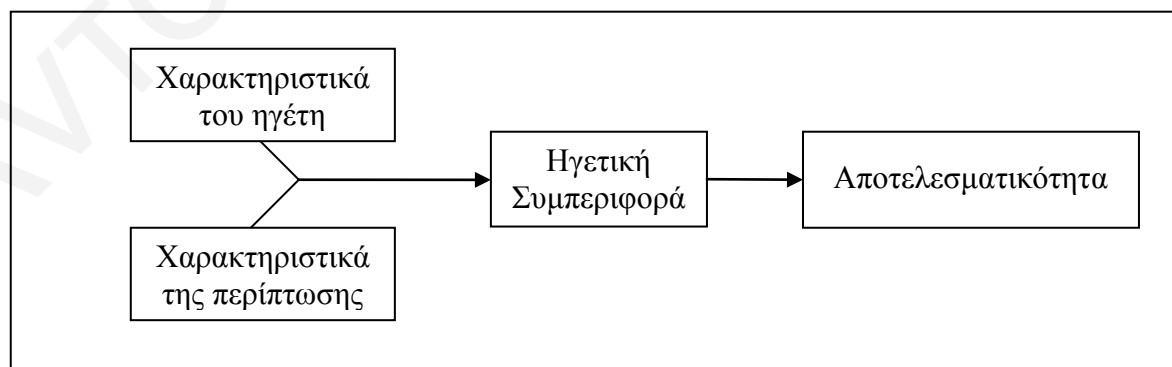 Χαρακτηριστικά
του ηγέτη
Ηγετική
Συμπεριφορά
Αποτελεσματικότητα
Χαρακτηριστικά
της περίπτωσης